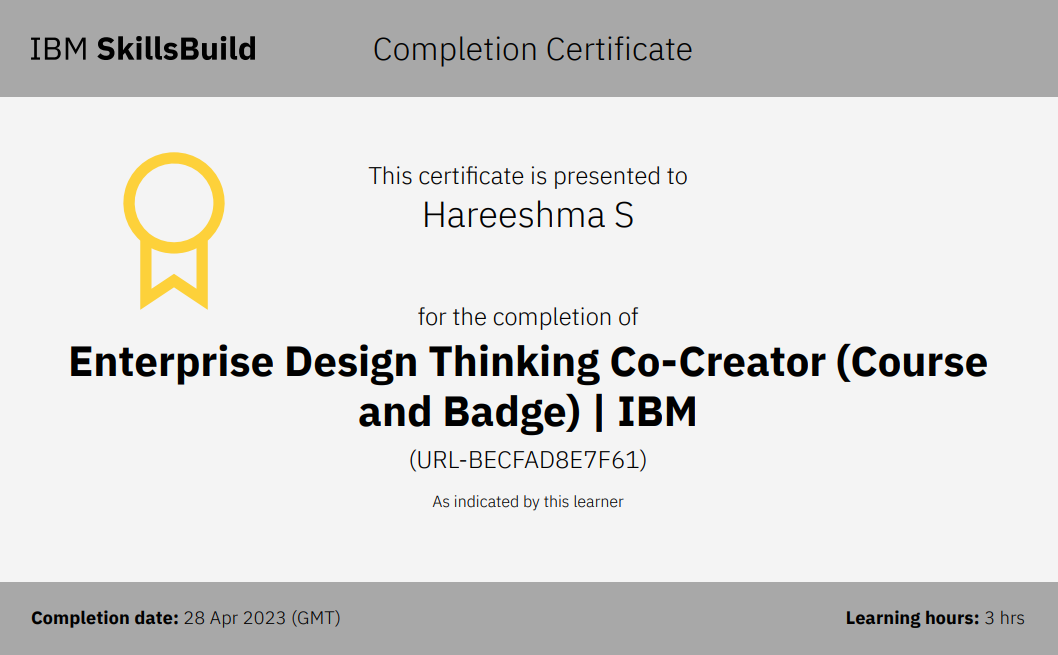 IBM SkillsBuild Completion Certificate
This certificate is presented to
Hareeshma S
for the completion of
Enterprise Design Thinking Co-Creator (Course
and Badge) | IBM
(URL-BECFAD8E7F61)
As indicated by this learner
Completion date: 28 Apr 2023 (GMT) Learning hours: 3 hrs